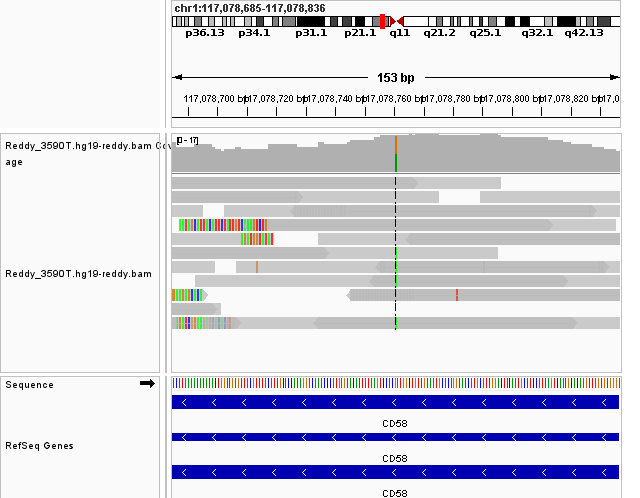 chr1:117,078,685-117,078,836
p36.13 p34.1 p31.1 p21.1 q11 q21.2 q25.1 q32.1 q42.13
153 bp
117,078,700 bp 117,078,720 bp 117,078,740 bp 117,078,760 bp 117,078,780 bp 117,078,800 bp 117,078,820 bp 117,0
Reddy_3590T.hg19-reddy.bam Cov
age
[0 - 17]
Reddy_3590T.hg19-reddy.bam
Sequence
CD58
RefSeq Genes
CD58
CD58